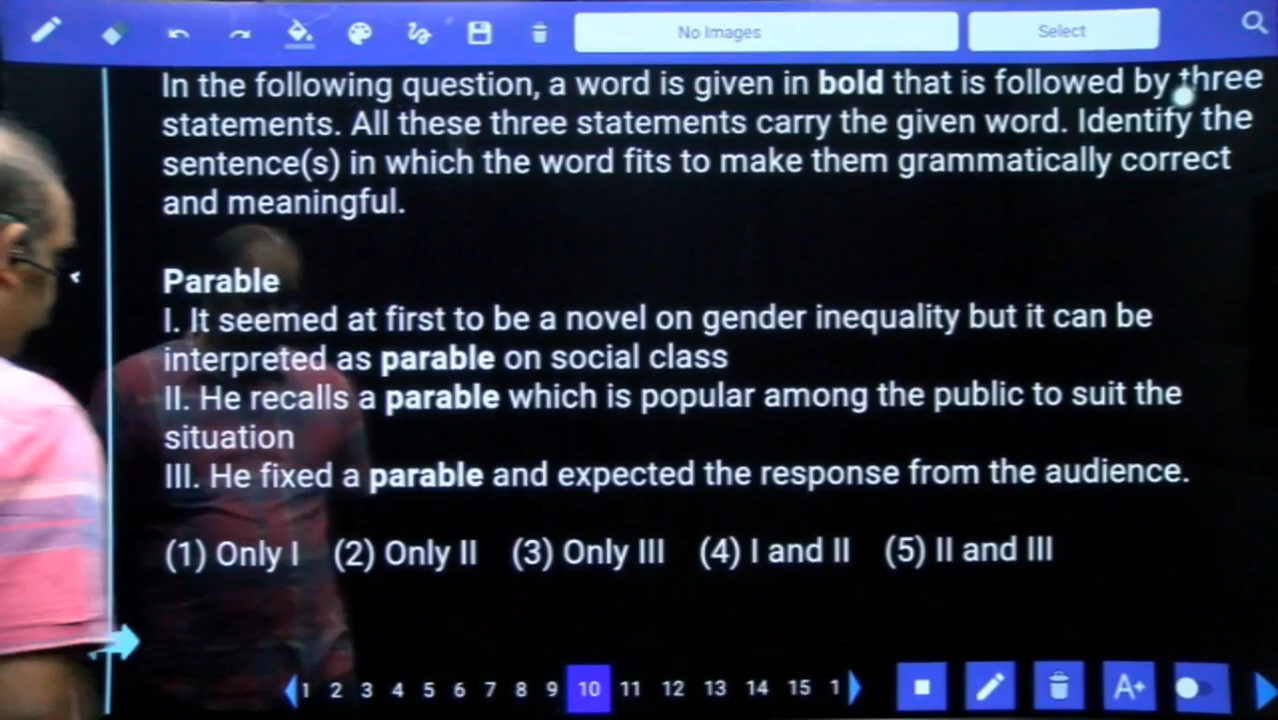 No Images
Select
In the following question, a word is given in bold that is followed by three
statements. All these three statements carry the given word. Identify the
sentence(s) in which the word fits to make them grammatically correct
and meaningful.
Parable
I. It seemed at first to be a novel on gender inequality but it can be
interpreted as parable on social class
II. He recalls a parable which is popular among the public to suit the
situation
III. He fixed a parable and expected the response from the audience.
(1) Only I (2) Only II (3) Only III (4) I and II (5) II and III
1 2 3 4 5 6 7 8 9 10 11 12 13 14 15 1
A+